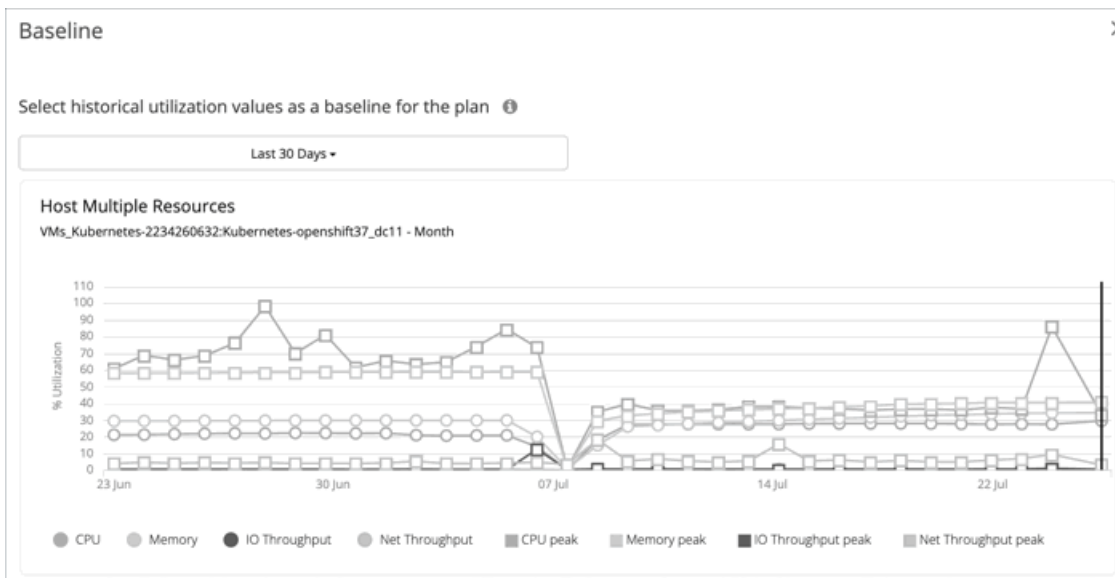 Baseline
Select historical utilization values as a baseline for the plan
Last 30 Days
Host Multiple Resources
VMs_Kubernetes-2234260632:Kubernetes-openshift37_dc11 - Month
110
100
90
80
70
60
50
40
30
20
10
0
% Utilization
23 Jun 30 Jun 07 Jul 14 Jul 22 Jul
CPU Memory IO Throughput Net Throughput CPU peak Memory peak IO Throughput peak Net Throughput peak